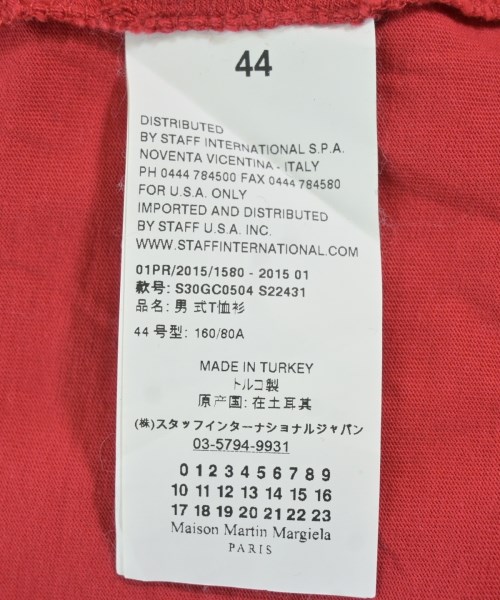 44
DISTRIBUTED
BY STAFF INTERNATIONAL S.P.A.
NOVENTA VICENTINA - ITALY
PH 0444 784500 FAX 0444 784580
FOR U.S.A. ONLY
IMPORTED AND DISTRIBUTED
BY STAFF U.S.A. INC.
WWW.STAFFINTERNATIONAL.COM
01PR/2015/1580 - 2015 01
款号: S30GC0504 S22431
品名: 男 式T恤衫
44 号型: 160/80A
MADE IN TURKEY
トルコ製
原产国: 在土耳其
(株)スタッフインターナショナルジャパン
03-5794-9931
0 1 2 3 4 5 6 7 8 9
10 11 12 13 14 15 16
17 18 19 20 21 22 23
Maison Martin Margiela
PARIS